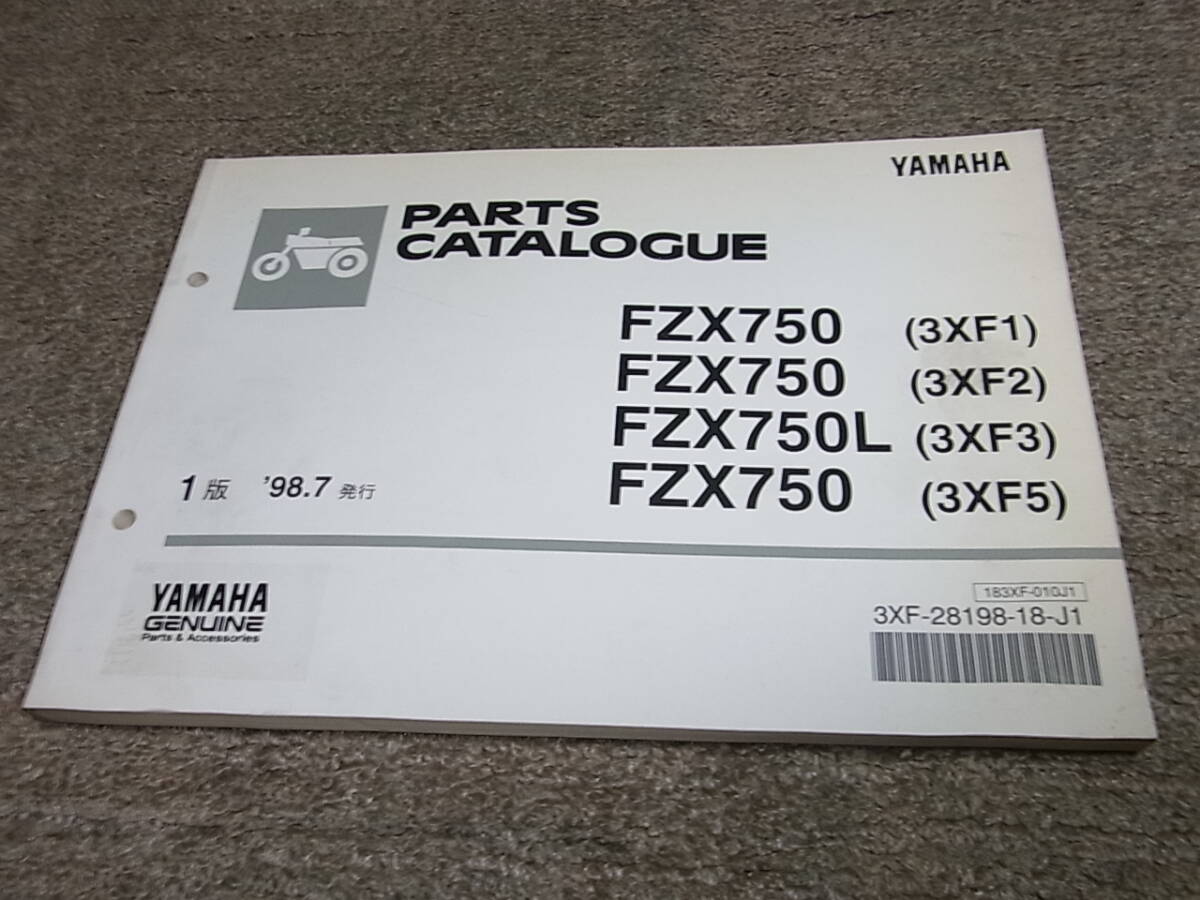 YAMAHA
PARTS
CATALOGUE
FZX750 (3XF1)
FZX750 (3XF2)
FZX750L (3XF3)
FZX750 (3XF5)
1版 '98.7 発行
YAMAHA
GENUINE
Parts & Accessories
183XF-010J1
3XF-28198-18-J1